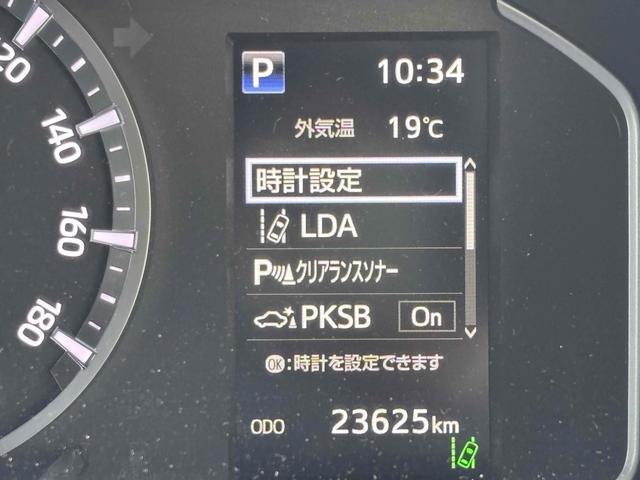 P 10:34
外気温 19℃
時計設定
LDA
P クリアランスソナー
PKSB On
OK:時計を設定できます
ODO 23625km
20
140
160
180